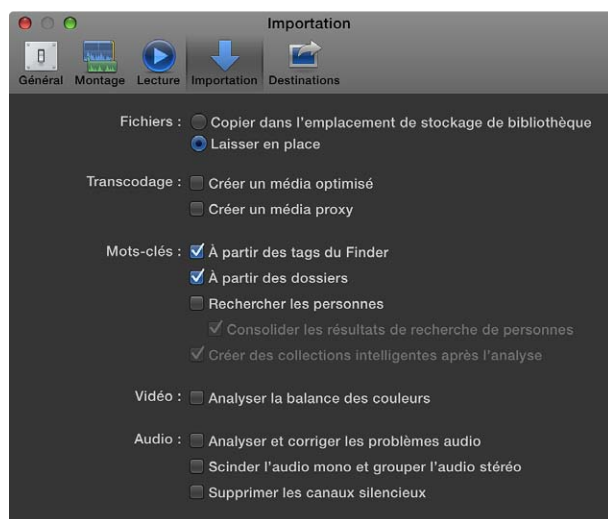 Importation
Général Montage Lecture Importation Destinations
Fichiers : Copier dans l'emplacement de stockage de bibliothèque
Laisser en place
Transcodage : Créer un média optimisé
Créer un média proxy
Mots-clés : À partir des tags du Finder
À partir des dossiers
Rechercher les personnes
Consolider les résultats de recherche de personnes
Créer des collections intelligentes après l'analyse
Vidéo : Analyser la balance des couleurs
Audio : Analyser et corriger les problèmes audio
Scinder l'audio mono et grouper l'audio stéréo
Supprimer les canaux silencieux